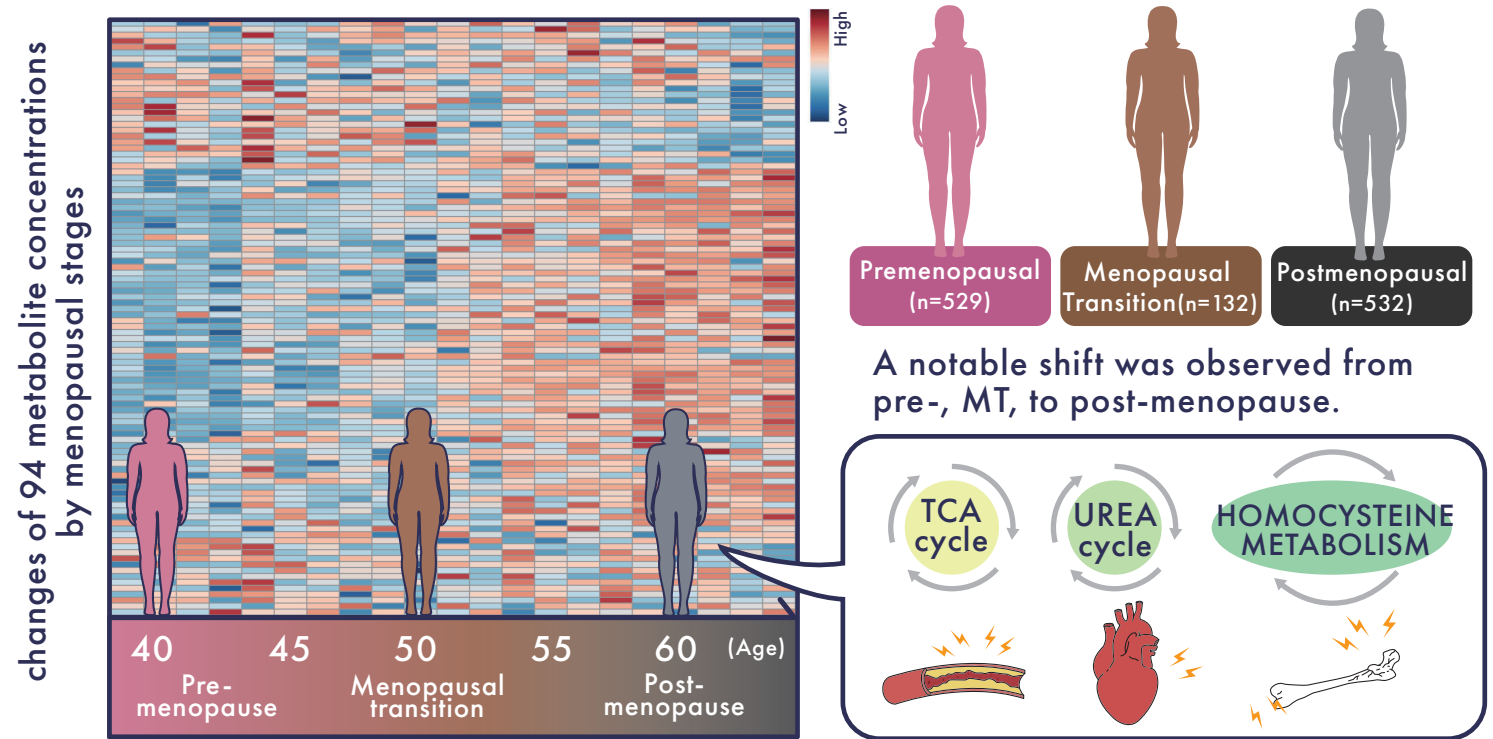 changes of 94 metabolite concentrations
by menopausal stages
High
Low
40 45 50 55 60 (Age)
Pre-
menopause
Menopausal
transition
Post-
menopause
Premenopausal
(n=529)
Menopausal
Transition(n=132)
Postmenopausal
(n=532)
A notable shift was observed from
pre-, MT, to post-menopause.
TCA
cycle
UREA
cycle
HOMOCYSTEINE
METABOLISM